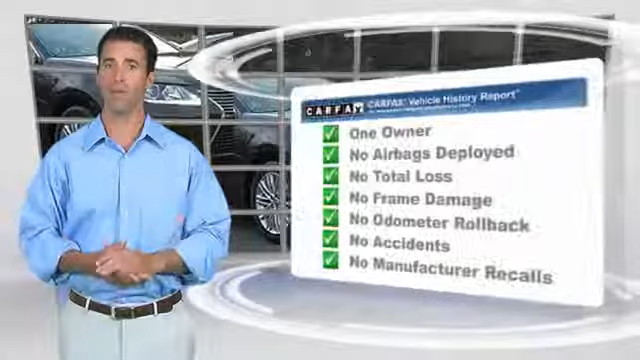 CARFAX CARFAX Vehicle History Report™
One Owner
No Airbags Deployed
No Total Loss
No Frame Damage
No Odometer Rollback
No Accidents
No Manufacturer Recalls